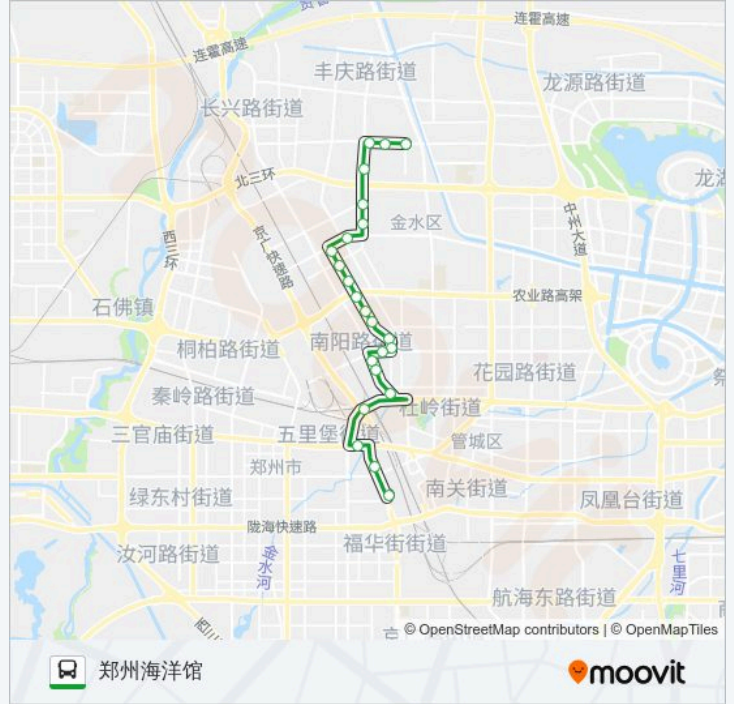 连霍高速
连霍高速
丰庆路街道
龙源路街道
长兴路街道
北三环
龙湖
金水区
中州大道
西三环
京广快速路
农业路高架
石佛镇
南阳路街道
桐柏路街道
花园路街道
秦岭路街道
杜岭街道
三官庙街道
五里堡街道
管城区
郑州市
南关街道
绿东村街道
凤凰台街道
陇海快速路
福华街街道
汝河路街道
金水河
七里河
航海东路街道
© OpenStreetMap contributors | © OpenMapTiles
郑州海洋馆
moovit